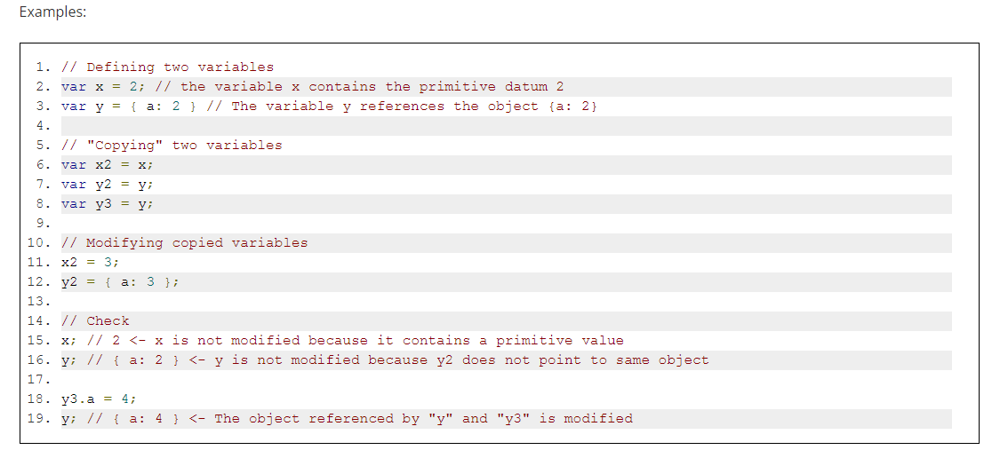 Examples:
1. // Defining two variables
2. var x = 2; // the variable x contains the primitive datum 2
3. var y = { a: 2 } // The variable y references the object {a: 2}
4.
5. // "Copying" two variables
6. var x2 = x;
7. var y2 = y;
8. var y3 = y;
9.
10. // Modifying copied variables
11. x2 = 3;
12. y2 = { a: 3 };
13.
14. // Check
15. x; // 2 <- x is not modified because it contains a primitive value
16. y; // { a: 2 } <- y is not modified because y2 does not point to same object
17.
18. y3.a = 4;
19. y; // { a: 4 } <- The object referenced by "y" and "y3" is modified